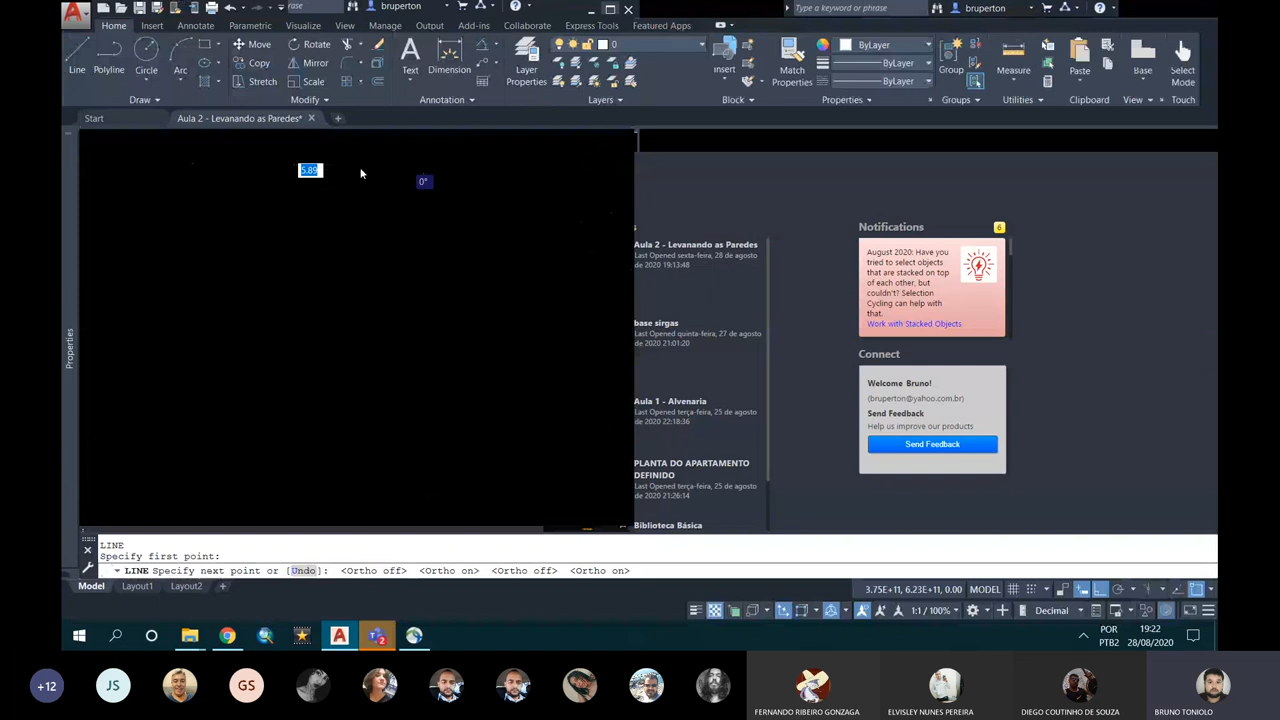 rase
bruperton
Type a keyword or phrase
bruperton
Home Insert Annotate Parametric View Manage Output Add-ins Collaborate Express Tools Featured Apps
Line Polyline Circle Arc
Move Rotate
Copy Mirror
Stretch Scale
Text Dimension
Layer
Properties
0
Insert
Match
Properties
ByLayer
ByLayer
ByLayer
Group
Measure
Paste
Base
Select
Mode
Draw Modify Annotation Layers Block Properties Groups Utilities Clipboard View Touch
Start Aula 2 - Levanando as Paredes*
5.89
0°
Properties
Aula 2 - Levanando as Paredes
Last Opened sexta-feira, 28 de agosto
de 2020 19:13:48
base sirgas
Last Opened quinta-feira, 27 de agosto
de 2020 21:01:20
Aula 1 - Alvenaria
Last Opened terça-feira, 25 de agosto
de 2020 22:18:36
PLANTA DO APARTAMENTO
DEFINIDO
Last Opened terça-feira, 25 de agosto
de 2020 21:26:14
Biblioteca Básica
Notifications 6
August 2020: Have you
tried to select objects
that are stacked on top
of each other, but
couldn't? Selection
Cycling can help with
that.
Work with Stacked Objects
Connect
Welcome Bruno!
(bruperton@yahoo.com.br)
Send Feedback
Help us improve our products
Send Feedback
LINE
Specify first point:
LINE Specify next point or [Undo]: <Ortho off> <Ortho on> <Ortho off> <Ortho on>
Model Layout1 Layout2
3.75E+11, 6.23E+11, 0.00 MODEL
1:1 / 100% Decimal
2
POR
PTB2
19:22
28/08/2020
+12 JS GS
FERNANDO RIBEIRO GONZAGA
ELVISLEY NUNES PEREIRA
DIEGO COUTINHO DE SOUZA
BRUNO TONIOLO